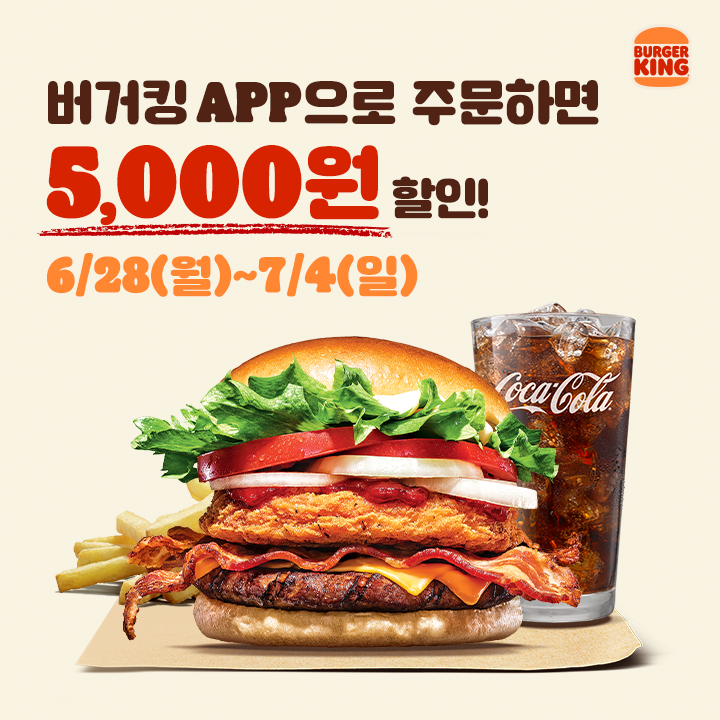 BURGER
KING
버거킹 APP으로 주문하면
5,000원 할인!
6/28(월)~7/4(일)
Coca-Cola